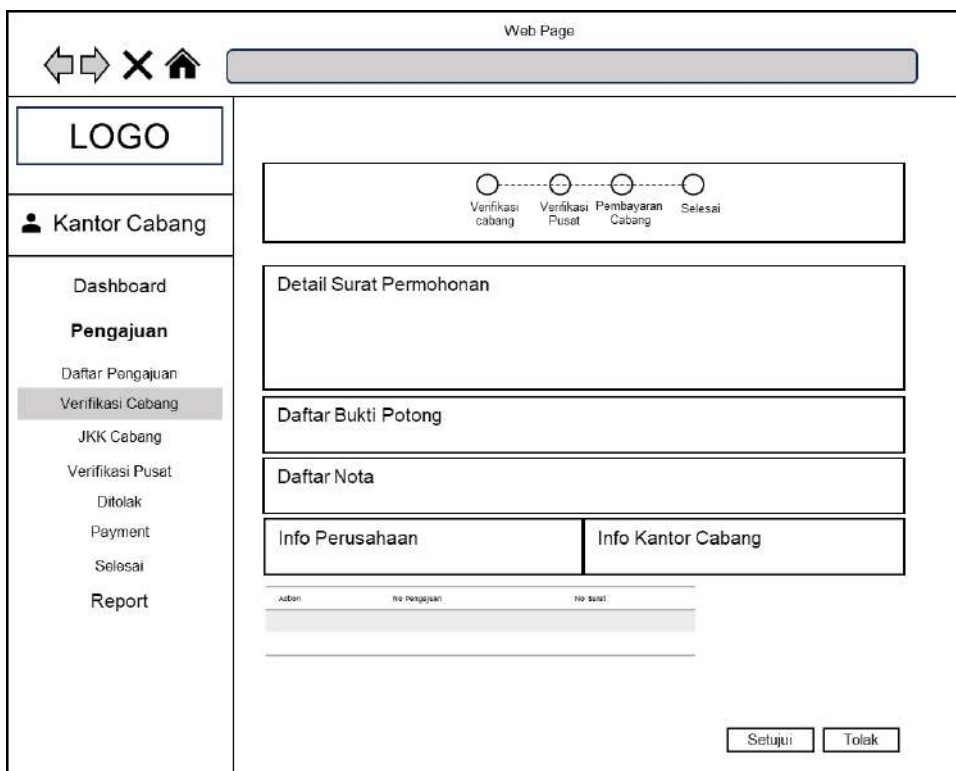 Web Page
LOGO
Kantor Cabang
Dashboard
Pengajuan
Daftar Pengajuan
Verifikasi Cabang
JKK Cabang
Verifikasi Pusat
Ditolak
Payment
Selesai
Report
Verifikasi cabang
Verifikasi Pusat
Pembayaran Cabang
Selesai
Detail Surat Permohonan
Daftar Bukti Potong
Daftar Nota
Info Perusahaan
Info Kantor Cabang
Action No Pengajuan No Surat
Setujui Tolak